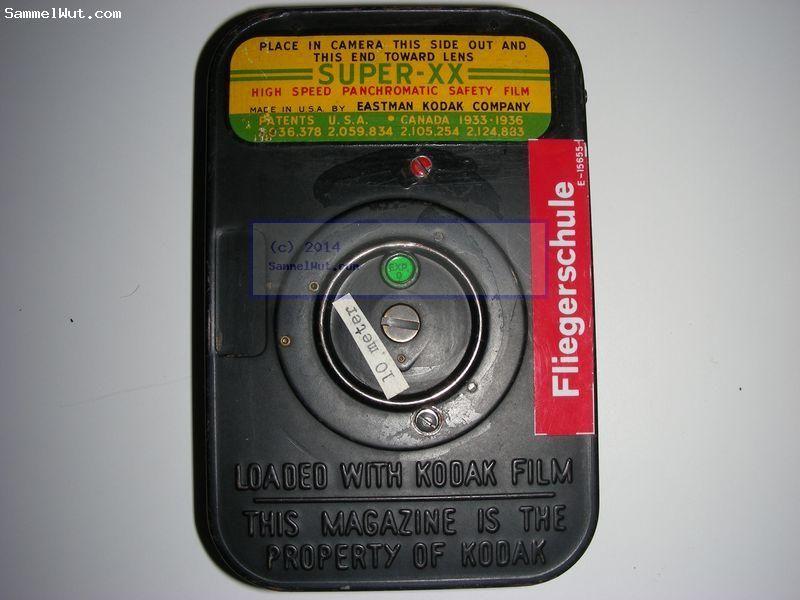 SammelWut.com
PLACE IN CAMERA THIS SIDE OUT AND
THIS END TOWARD LENS
SUPER-XX
HIGH SPEED PANCHROMATIC SAFETY FILM
MADE IN U.S.A. BY EASTMAN KODAK COMPANY
PATENTS U.S.A. • CANADA 1933-1936
2,036,378 2,059,834 2,105,254 2,124,883
E-15655-
Fliegerschule
(c) 2014
SammelWut.com
EXP.
0
10.meter
LOADED WITH KODAK FILM
THIS MAGAZINE IS THE
PROPERTY OF KODAK